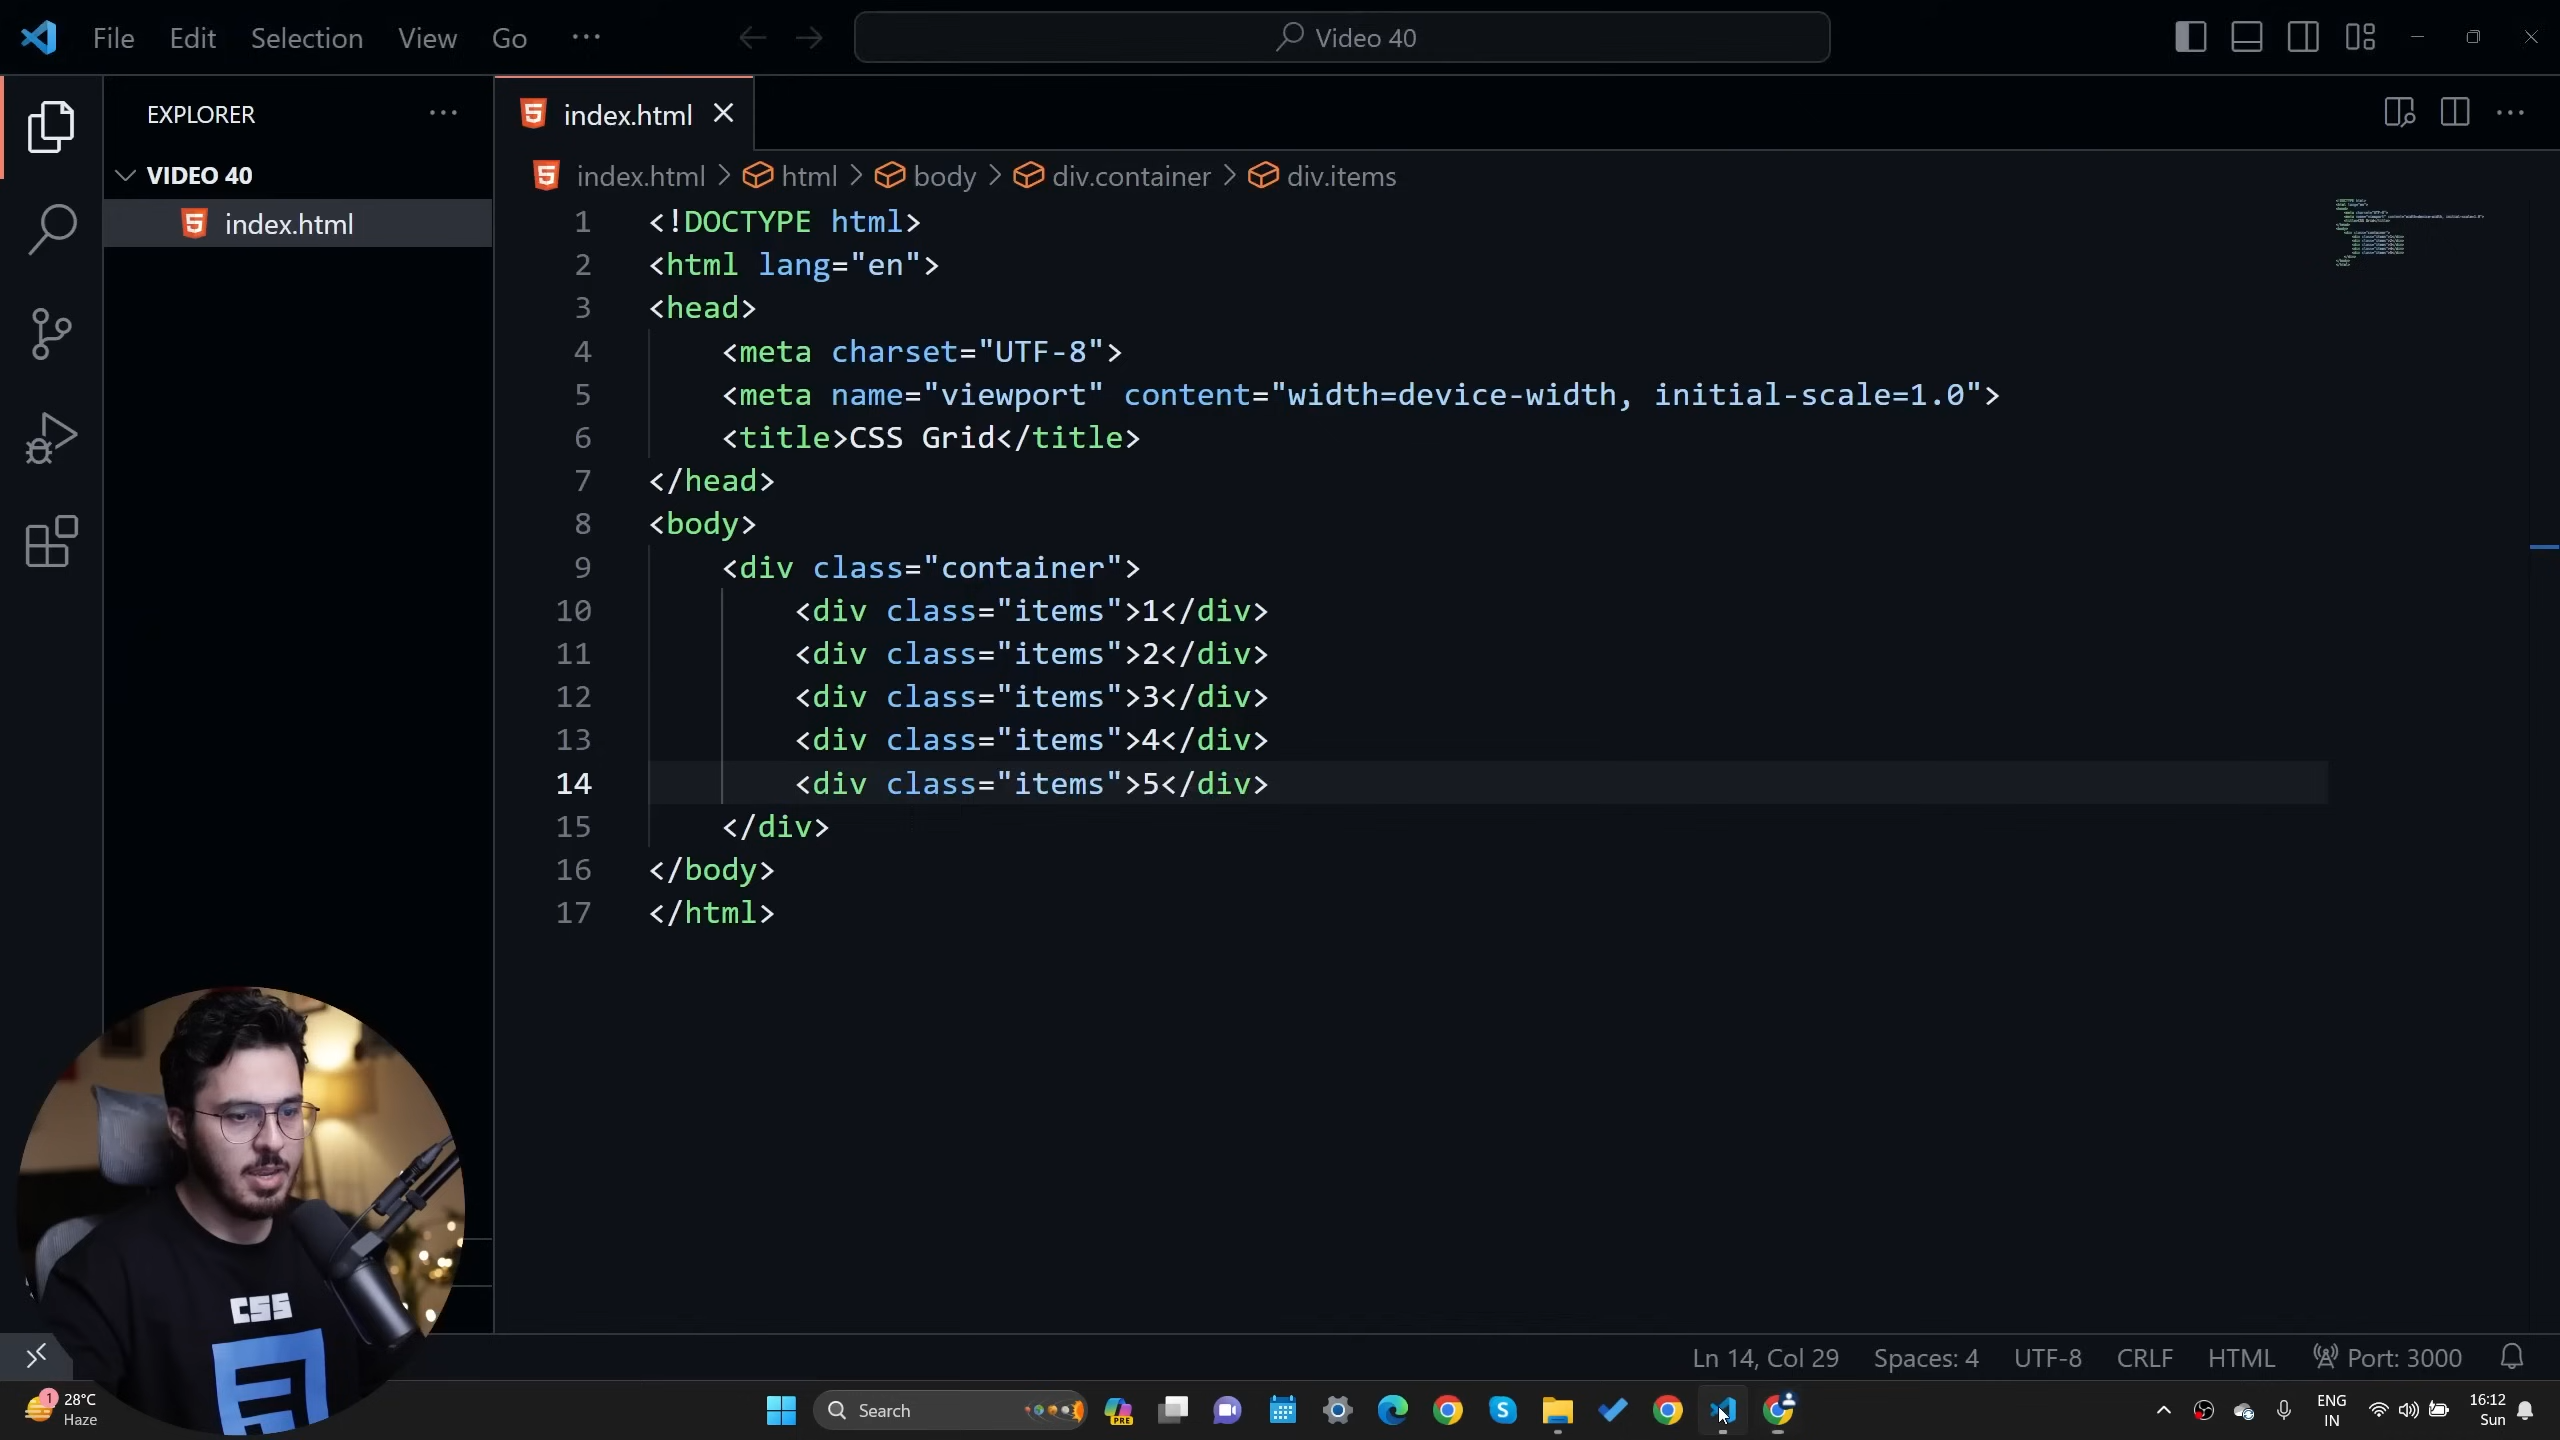 File Edit Selection View Go ···
Video 40
EXPLORER ···
VIDEO 40
index.html
index.html
index.html > html > body > div.container > div.items
1 <!DOCTYPE html>
2 <html lang="en">
3 <head>
4 <meta charset="UTF-8">
5 <meta name="viewport" content="width=device-width, initial-scale=1.0">
6 <title>CSS Grid</title>
7 </head>
8 <body>
9 <div class="container">
10 <div class="items">1</div>
11 <div class="items">2</div>
12 <div class="items">3</div>
13 <div class="items">4</div>
14 <div class="items">5</div>
15 </div>
16 </body>
17 </html>
CSS
Ln 14, Col 29 Spaces: 4 UTF-8 CRLF HTML Port: 3000
1
28°C
Haze
Search
PRE
ENG
IN
16:12
Sun